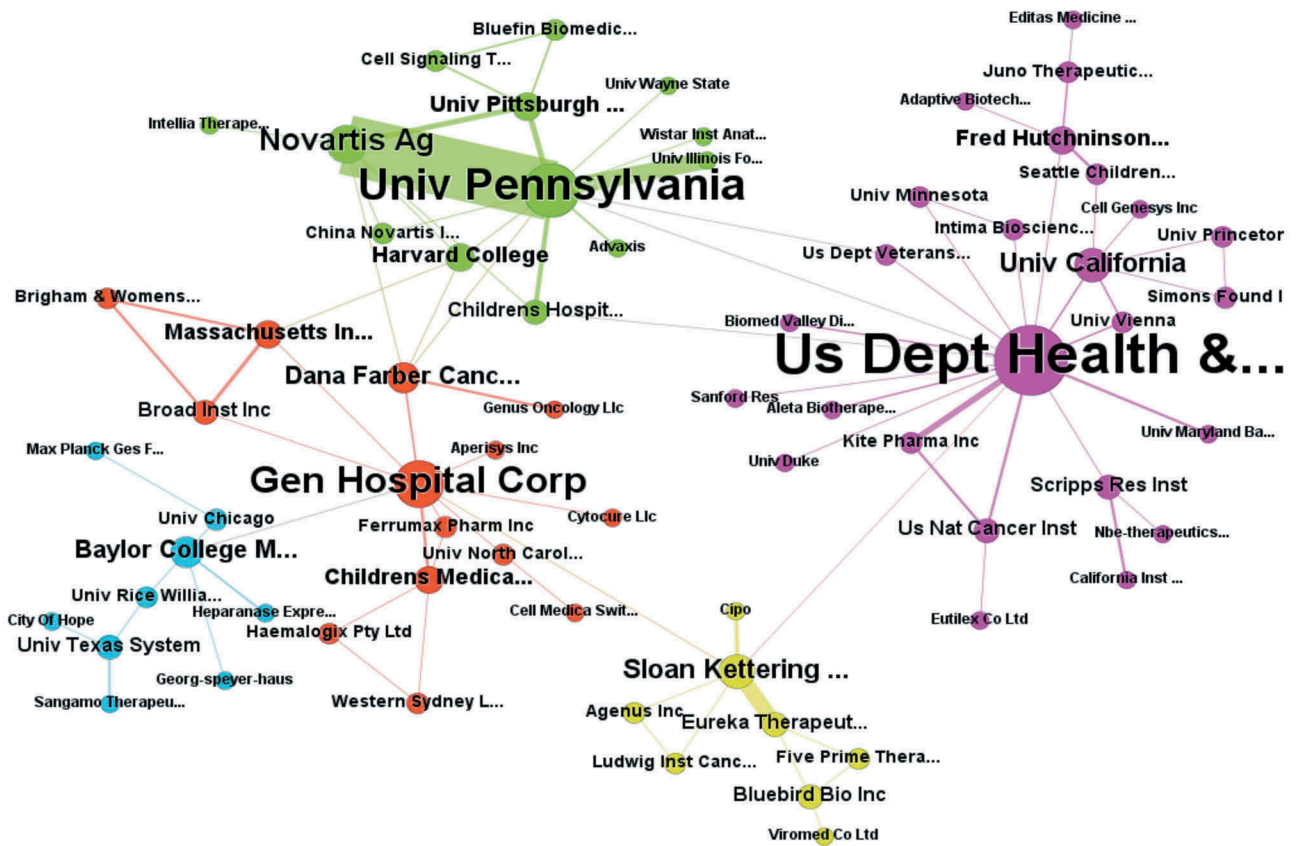 Editas Medicine ...
Bluefin Biomedic...
Cell Signaling T...
Juno Therapeutic...
Univ Wayne State
Adaptive Biotech...
Univ Pittsburgh ...
Intellia Therape...
Novartis Ag
Wistar Inst Anat...
Fred Hutchninson...
Univ Illinois Fo...
Seattle Children...
Univ Pennsylvania
Univ Minnesota
Cell Genesys Inc
China Novartis I...
Intima Bioscienc...
Univ Princetor
Advaxis
Harvard College
Us Dept Veterans...
Univ California
Brigham & Womens...
Simons Found I
Childrens Hospit...
Massachusetts In...
Biomed Valley Di...
Univ Vienna
Us Dept Health &...
Dana Farber Canc...
Sanford Res
Broad Inst Inc
Genus Oncology Llc
Aleta Biotherape...
Max Planck Ges F...
Aperisys Inc
Kite Pharma Inc
Univ Maryland Ba...
Univ Duke
Gen Hospital Corp
Scripps Res Inst
Univ Chicago
Ferrumax Pharm Inc
Cytocure Llc
Us Nat Cancer Inst
Nbe-therapeutics...
Baylor College M...
Univ North Carol...
Childrens Medica...
California Inst ...
Univ Rice Willia...
Heparanase Expre...
Cell Medica Swit...
Cipo
City Of Hope
Haemalogix Pty Ltd
Eutilex Co Ltd
Univ Texas System
Sloan Kettering ...
Georg-speyer-haus
Sangamo Therapeu...
Western Sydney L...
Agenus Inc
Eureka Therapeut...
Ludwig Inst Canc...
Five Prime Thera...
Bluebird Bio Inc
Viromed Co Ltd